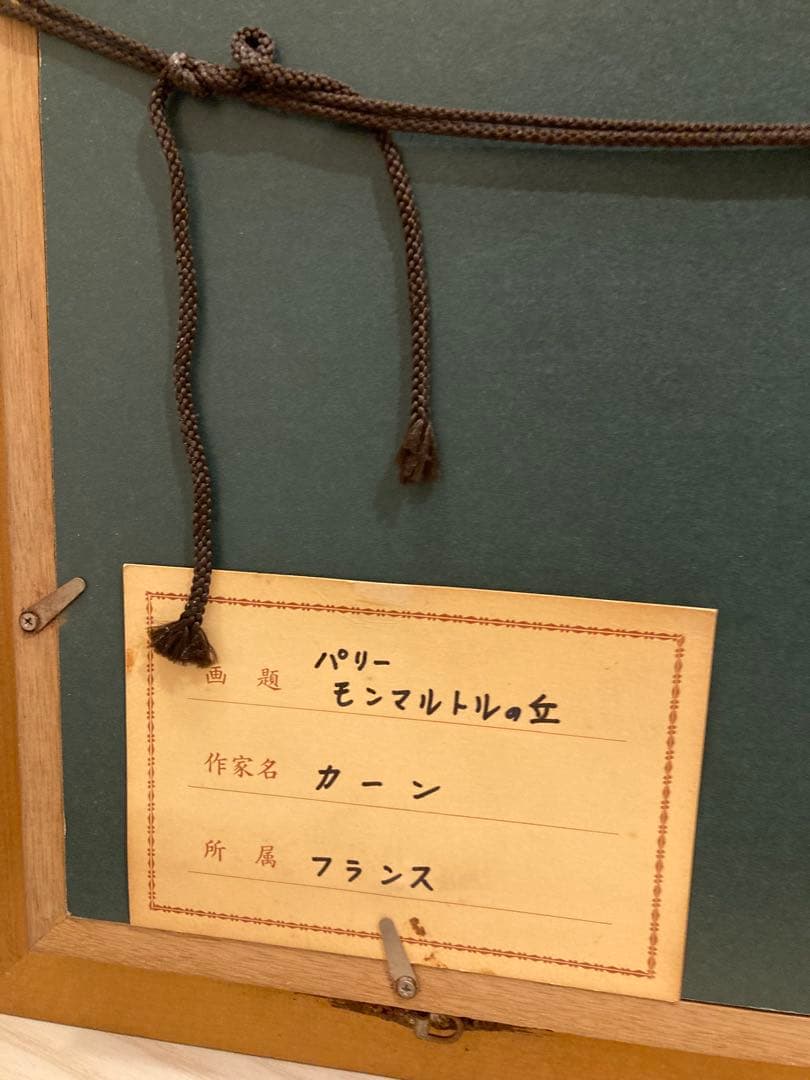 画 題 パリー
モンマルトルの丘
作家名 カーン
所 属 フランス